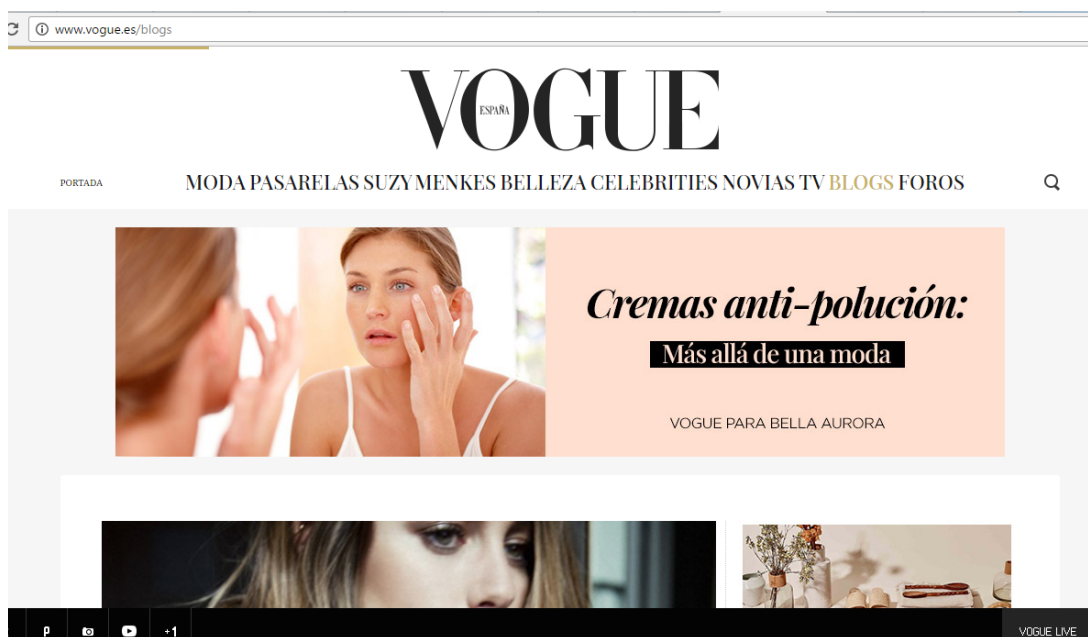 www.vogue.es/blogs
VOGUE
ESPAÑA
PORTADA MODA PASARELAS SUZY MENKES BELLEZA CELEBRITIES NOVIAS TV BLOGS FOROS
Cremas anti-polución:
Más allá de una moda
VOGUE PARA BELLA AURORA
+1 VOGUE LIVE